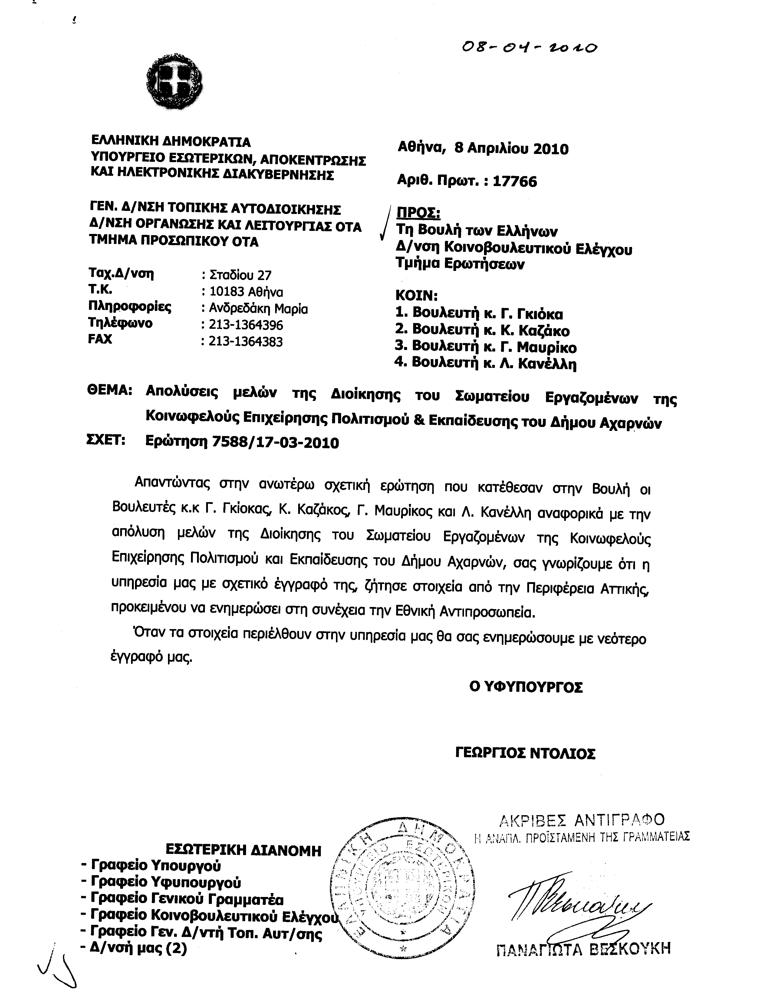 08-04-2010
ΕΛΛΗΝΙΚΗ ΔΗΜΟΚΡΑΤΙΑ
ΥΠΟΥΡΓΕΙΟ ΕΣΩΤΕΡΙΚΩΝ, ΑΠΟΚΕΝΤΡΩΣΗΣ
ΚΑΙ ΗΛΕΚΤΡΟΝΙΚΗΣ ΔΙΑΚΥΒΕΡΝΗΣΗΣ
ΓΕΝ. Δ/ΝΣΗ ΤΟΠΙΚΗΣ ΑΥΤΟΔΙΟΙΚΗΣΗΣ
Δ/ΝΣΗ ΟΡΓΑΝΩΣΗΣ ΚΑΙ ΛΕΙΤΟΥΡΓΙΑΣ ΟΤΑ
ΤΜΗΜΑ ΠΡΟΣΩΠΙΚΟΥ ΟΤΑ
Ταχ.Δ/νση : Σταδίου 27
Τ.Κ. : 10183 Αθήνα
Πληροφορίες : Ανδρεδάκη Μαρία
Τηλέφωνο : 213-1364396
FAX : 213-1364383
Αθήνα, 8 Απριλίου 2010
Αριθ. Πρωτ. : 17766
ΠΡΟΣ:
Τη Βουλή των Ελλήνων
Δ/νση Κοινοβουλευτικού Ελέγχου
Τμήμα Ερωτήσεων
ΚΟΙΝ:
1. Βουλευτή κ. Γ. Γκιόκα
2. Βουλευτή κ. Κ. Καζάκο
3. Βουλευτή κ. Γ. Μαυρίκο
4. Βουλευτή κ. Λ. Κανέλλη
ΘΕΜΑ: Απολύσεις μελών της Διοίκησης του Σωματείου Εργαζομένων της
Κοινωφελούς Επιχείρησης Πολιτισμού & Εκπαίδευσης του Δήμου Αχαρνών
ΣΧΕΤ: Ερώτηση 7588/17-03-2010
Απαντώντας στην ανωτέρω σχετική ερώτηση που κατέθεσαν στην Βουλή οι
Βουλευτές κ.κ Γ. Γκίοκας, Κ. Καζάκος, Γ. Μαυρίκος και Λ. Κανέλλη αναφορικά με την
απόλυση μελών της Διοίκησης του Σωματείου Εργαζομένων της Κοινωφελούς
Επιχείρησης Πολιτισμού και Εκπαίδευσης του Δήμου Αχαρνών, σας γνωρίζουμε ότι η
υπηρεσία μας με σχετικό έγγραφό της, ζήτησε στοιχεία από την Περιφέρεια Αττικής,
προκειμένου να ενημερώσει στη συνέχεια την Εθνική Αντιπροσωπεία.
Όταν τα στοιχεία περιέλθουν στην υπηρεσία μας θα σας ενημερώσουμε με νεότερο
έγγραφό μας.
Ο ΥΦΥΠΟΥΡΓΟΣ
ΓΕΩΡΓΙΟΣ ΝΤΟΛΙΟΣ
ΕΣΩΤΕΡΙΚΗ ΔΙΑΝΟΜΗ
- Γραφείο Υπουργού
- Γραφείο Υφυπουργού
- Γραφείο Γενικού Γραμματέα
- Γραφείο Κοινοβουλευτικού Ελέγχου
- Γραφείο Γεν. Δ/ντή Τοπ. Αυτ/σης
- Δ/νσή μας (2)
ΕΛΛΗΝΙΚΗ ΔΗΜΟΚΡΑΤΙΑ
ΥΠΟΥΡΓΕΙΟ ΕΣΩΤΕΡΙΚΩΝ
ΑΚΡΙΒΕΣ ΑΝΤΙΓΡΑΦΟ
Η ΑΝΑΠΛ. ΠΡΟΪΣΤΑΜΕΝΗ ΤΗΣ ΓΡΑΜΜΑΤΕΙΑΣ
ΠΑΝΑΓΙΩΤΑ ΒΕΣΚΟΥΚΗ